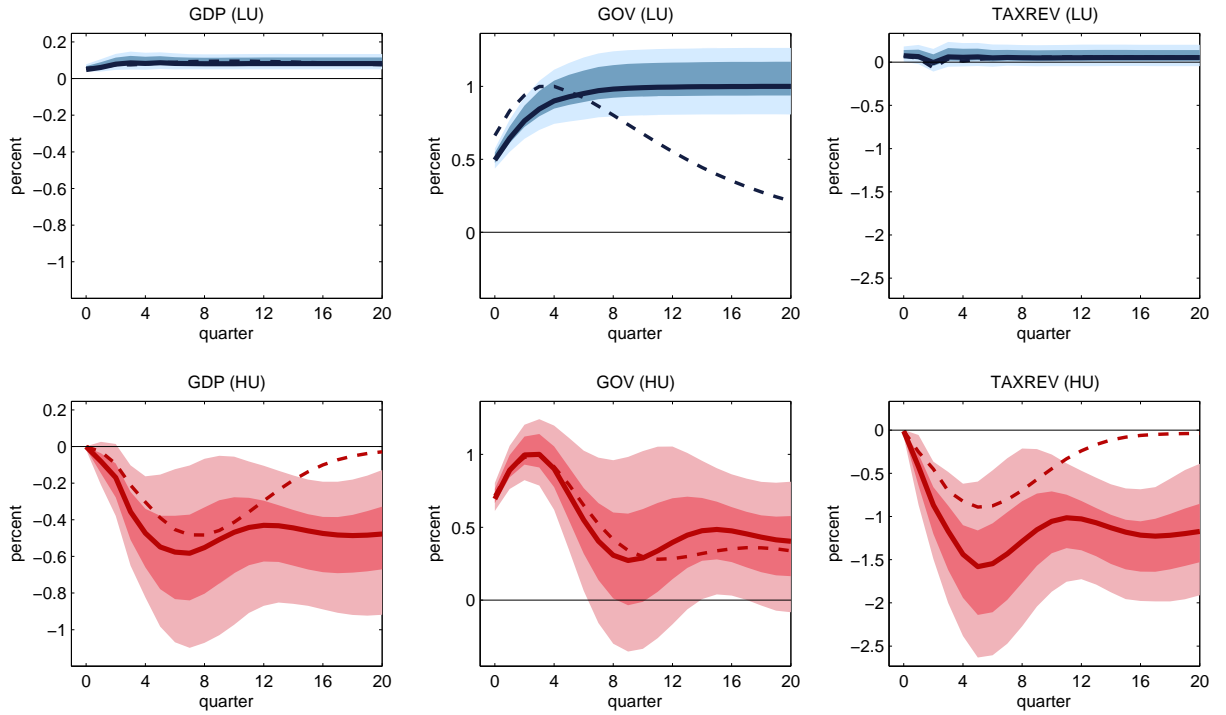 GDP (LU)
percent
0.2
0
−0.2
−0.4
−0.6
−0.8
−1
0 4 8 12 16 20
quarter
GOV (LU)
percent
1
0.5
0
0 4 8 12 16 20
quarter
TAXREV (LU)
percent
0
−0.5
−1
−1.5
−2
−2.5
0 4 8 12 16 20
quarter
GDP (HU)
percent
0.2
0
−0.2
−0.4
−0.6
−0.8
−1
0 4 8 12 16 20
quarter
GOV (HU)
percent
1
0.5
0
0 4 8 12 16 20
quarter
TAXREV (HU)
percent
0
−0.5
−1
−1.5
−2
−2.5
0 4 8 12 16 20
quarter